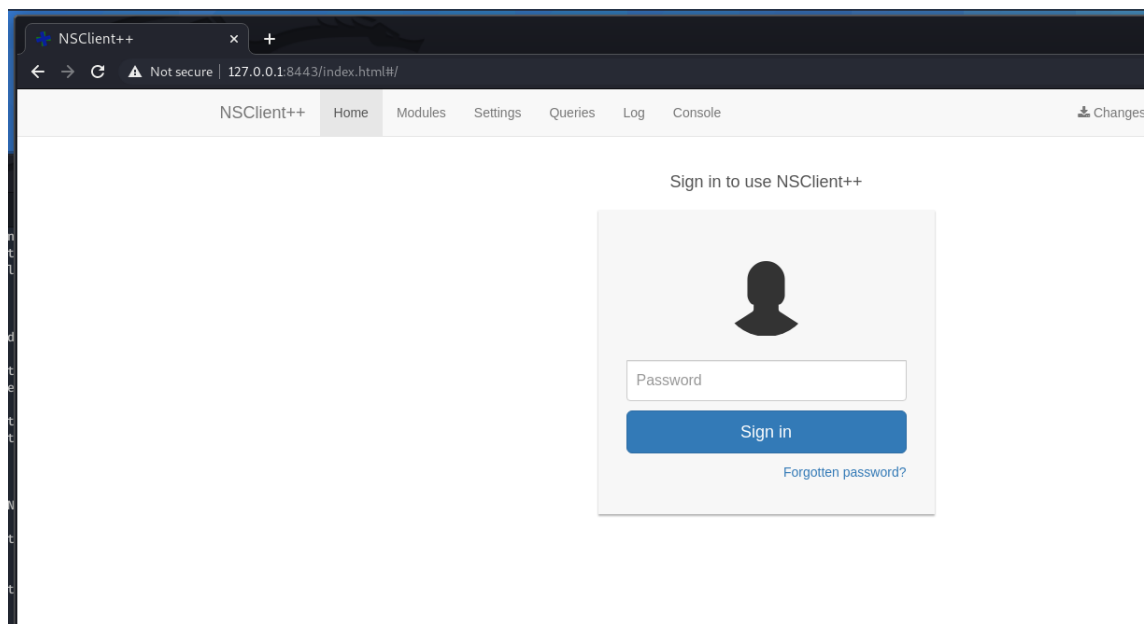 NSClient++
Not secure | 127.0.0.1:8443/index.html#/
NSClient++ Home Modules Settings Queries Log Console Changes
Sign in to use NSClient++
Password
Sign in
Forgotten password?